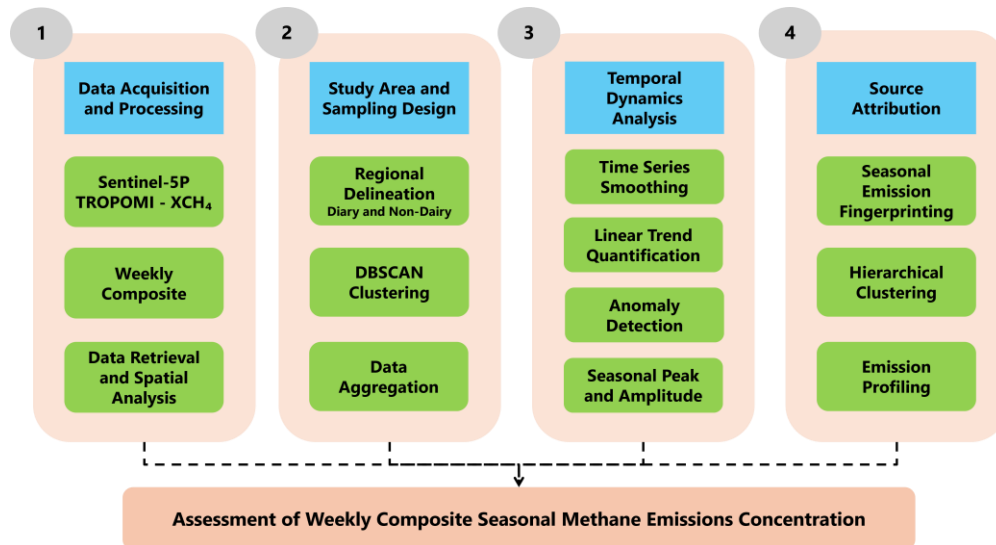 1
Data Acquisition
and Processing
Sentinel-5P
TROPOMI - XCH₄
Weekly
Composite
Data Retrieval
and Spatial
Analysis
2
Study Area and
Sampling Design
Regional
Delineation
Diary and Non-Dairy
DBSCAN
Clustering
Data
Aggregation
3
Temporal
Dynamics
Analysis
Time Series
Smoothing
Linear Trend
Quantification
Anomaly
Detection
Seasonal Peak
and Amplitude
4
Source
Attribution
Seasonal
Emission
Fingerprinting
Hierarchical
Clustering
Emission
Profiling
Assessment of Weekly Composite Seasonal Methane Emissions Concentration